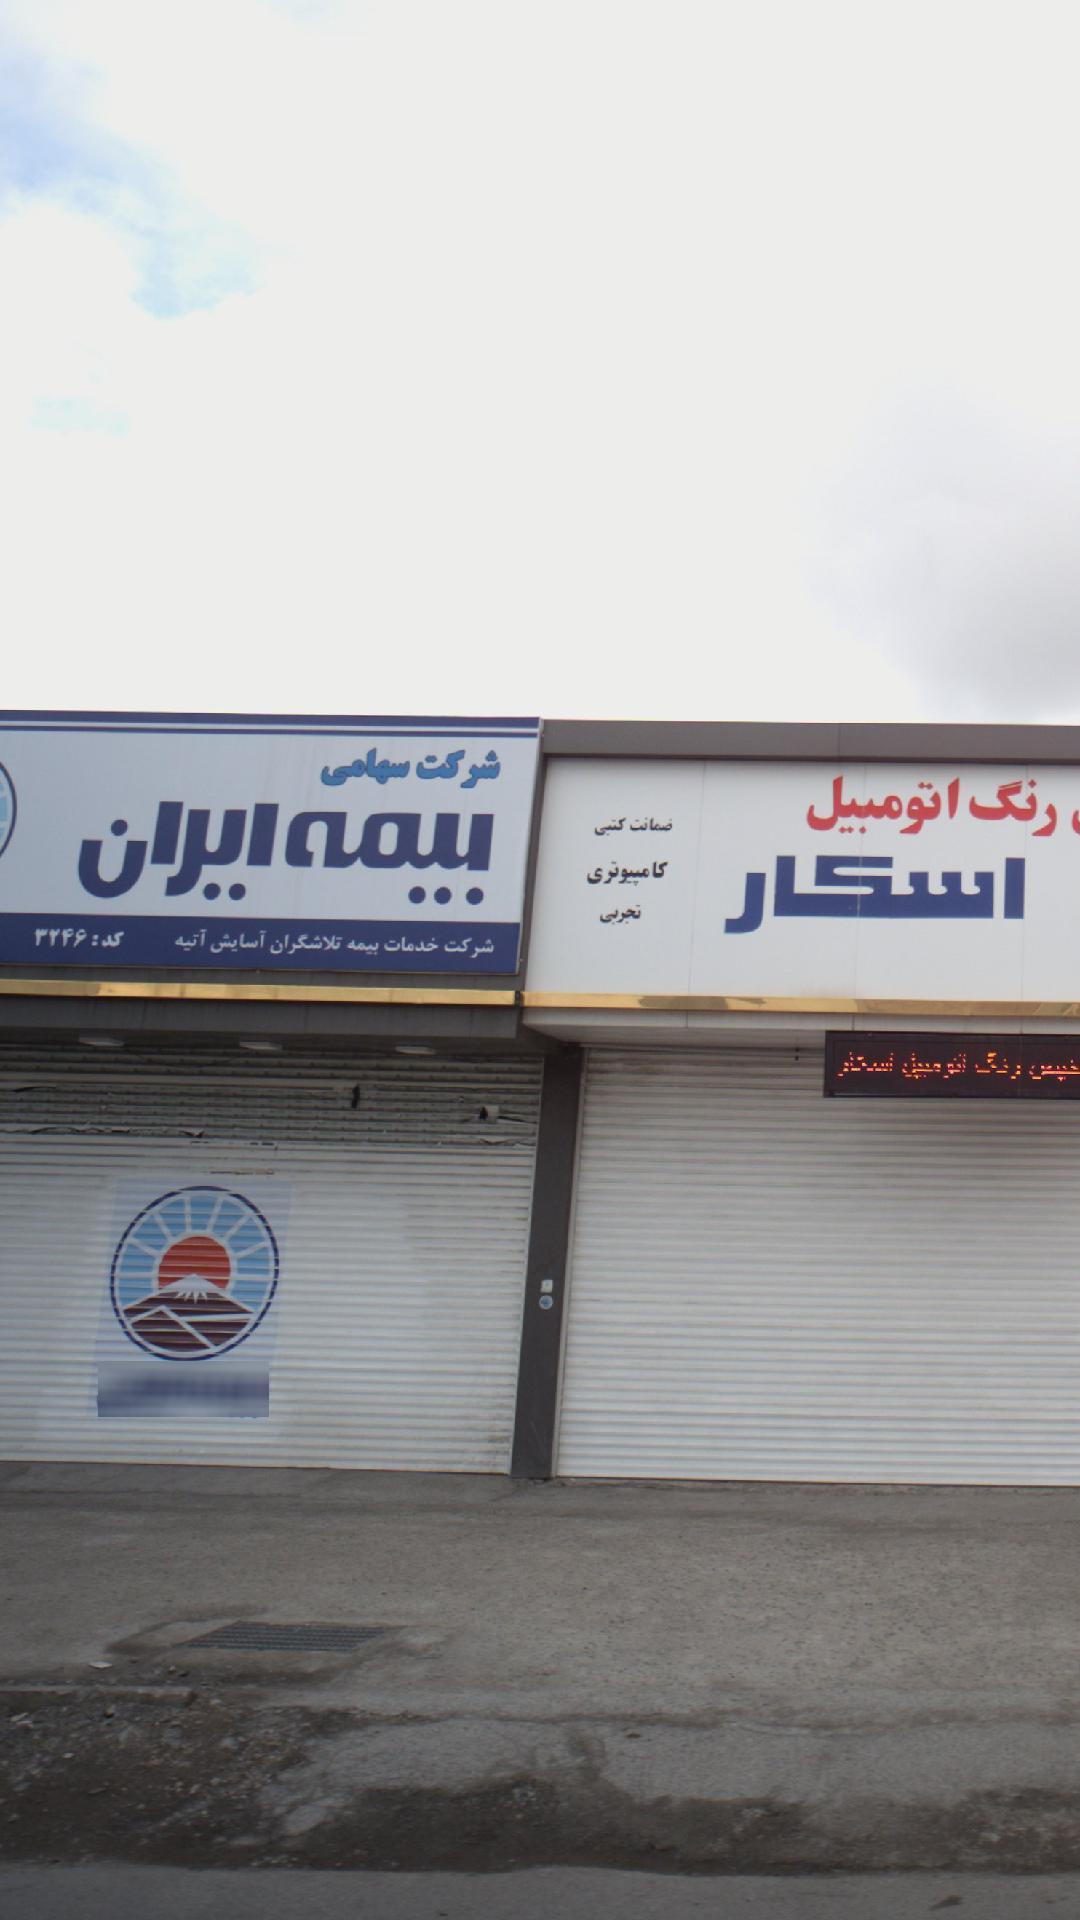 شرکت سهامی
بیمه ایران
شرکت خدمات بیمه تلاشگران آسایش آتیه
کد: ۳۲۴۶
رنگ اتومبیل
اسکار
ضمانت کتبی
کامپیوتری
تجربی
رنگ اتومبیل اسکار